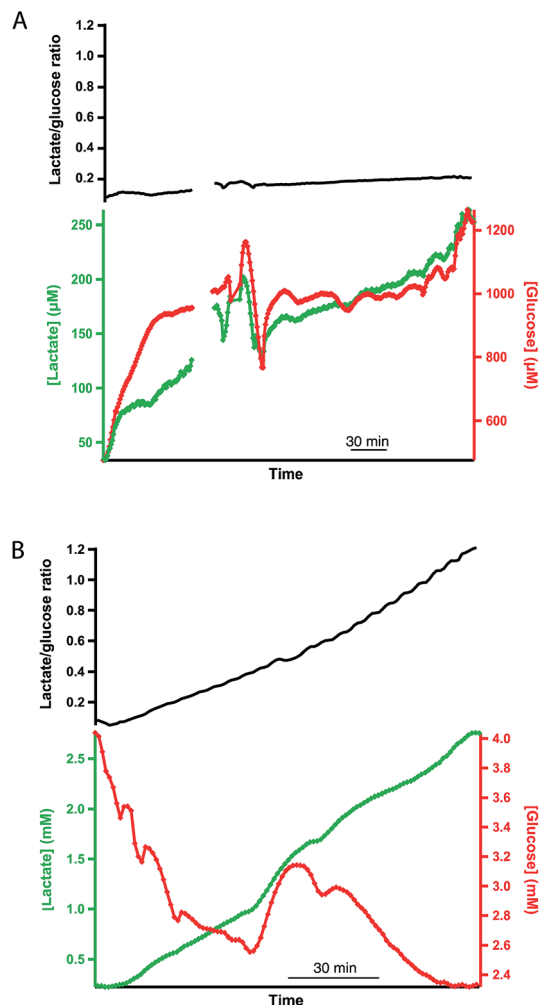 A
Lactate/glucose ratio
1.2
1.0
0.8
0.6
0.4
0.2
[Lactate] (µM)
250
200
150
100
50
1200
1000
800
600
[Glucose]
(µM)
30 min
Time
B
Lactate/glucose ratio
1.2
1.0
0.8
0.6
0.4
0.2
[Lactate] (mM)
2.5
2.0
1.5
1.0
0.5
4.0
3.8
3.6
3.4
3.2
3.0
2.8
2.6
2.4
[Glucose]
(mM)
30 min
Time